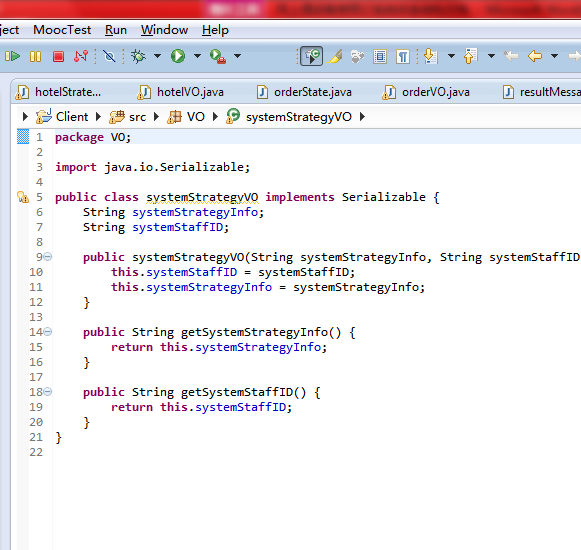 ject MoocTest Run Window Help
hotelStrate... hotelVO.java orderState.java orderVO.java resultMessa
Client src VO systemStrategyVO
1 package VO;
2
3 import java.io.Serializable;
4
5 public class systemStrategyVO implements Serializable {
6 String systemStrategyInfo;
7 String systemStaffID;
8
9 public systemStrategyVO(String systemStrategyInfo, String systemStaffID
10 this.systemStaffID = systemStaffID;
11 this.systemStrategyInfo = systemStrategyInfo;
12 }
13
14 public String getSystemStrategyInfo() {
15 return this.systemStrategyInfo;
16 }
17
18 public String getSystemStaffID() {
19 return this.systemStaffID;
20 }
21 }
22